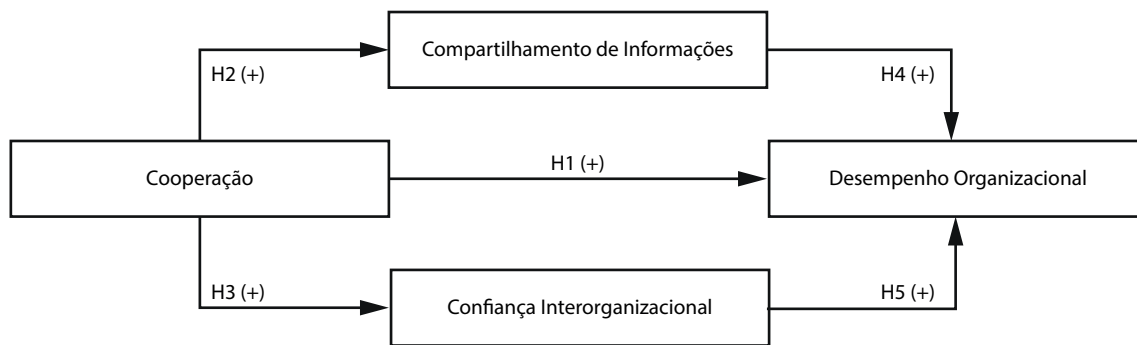 Compartilhamento de Informações
H2 (+)
H4 (+)
Cooperação
H1 (+)
Desempenho Organizacional
H3 (+)
Confiança Interorganizacional
H5 (+)